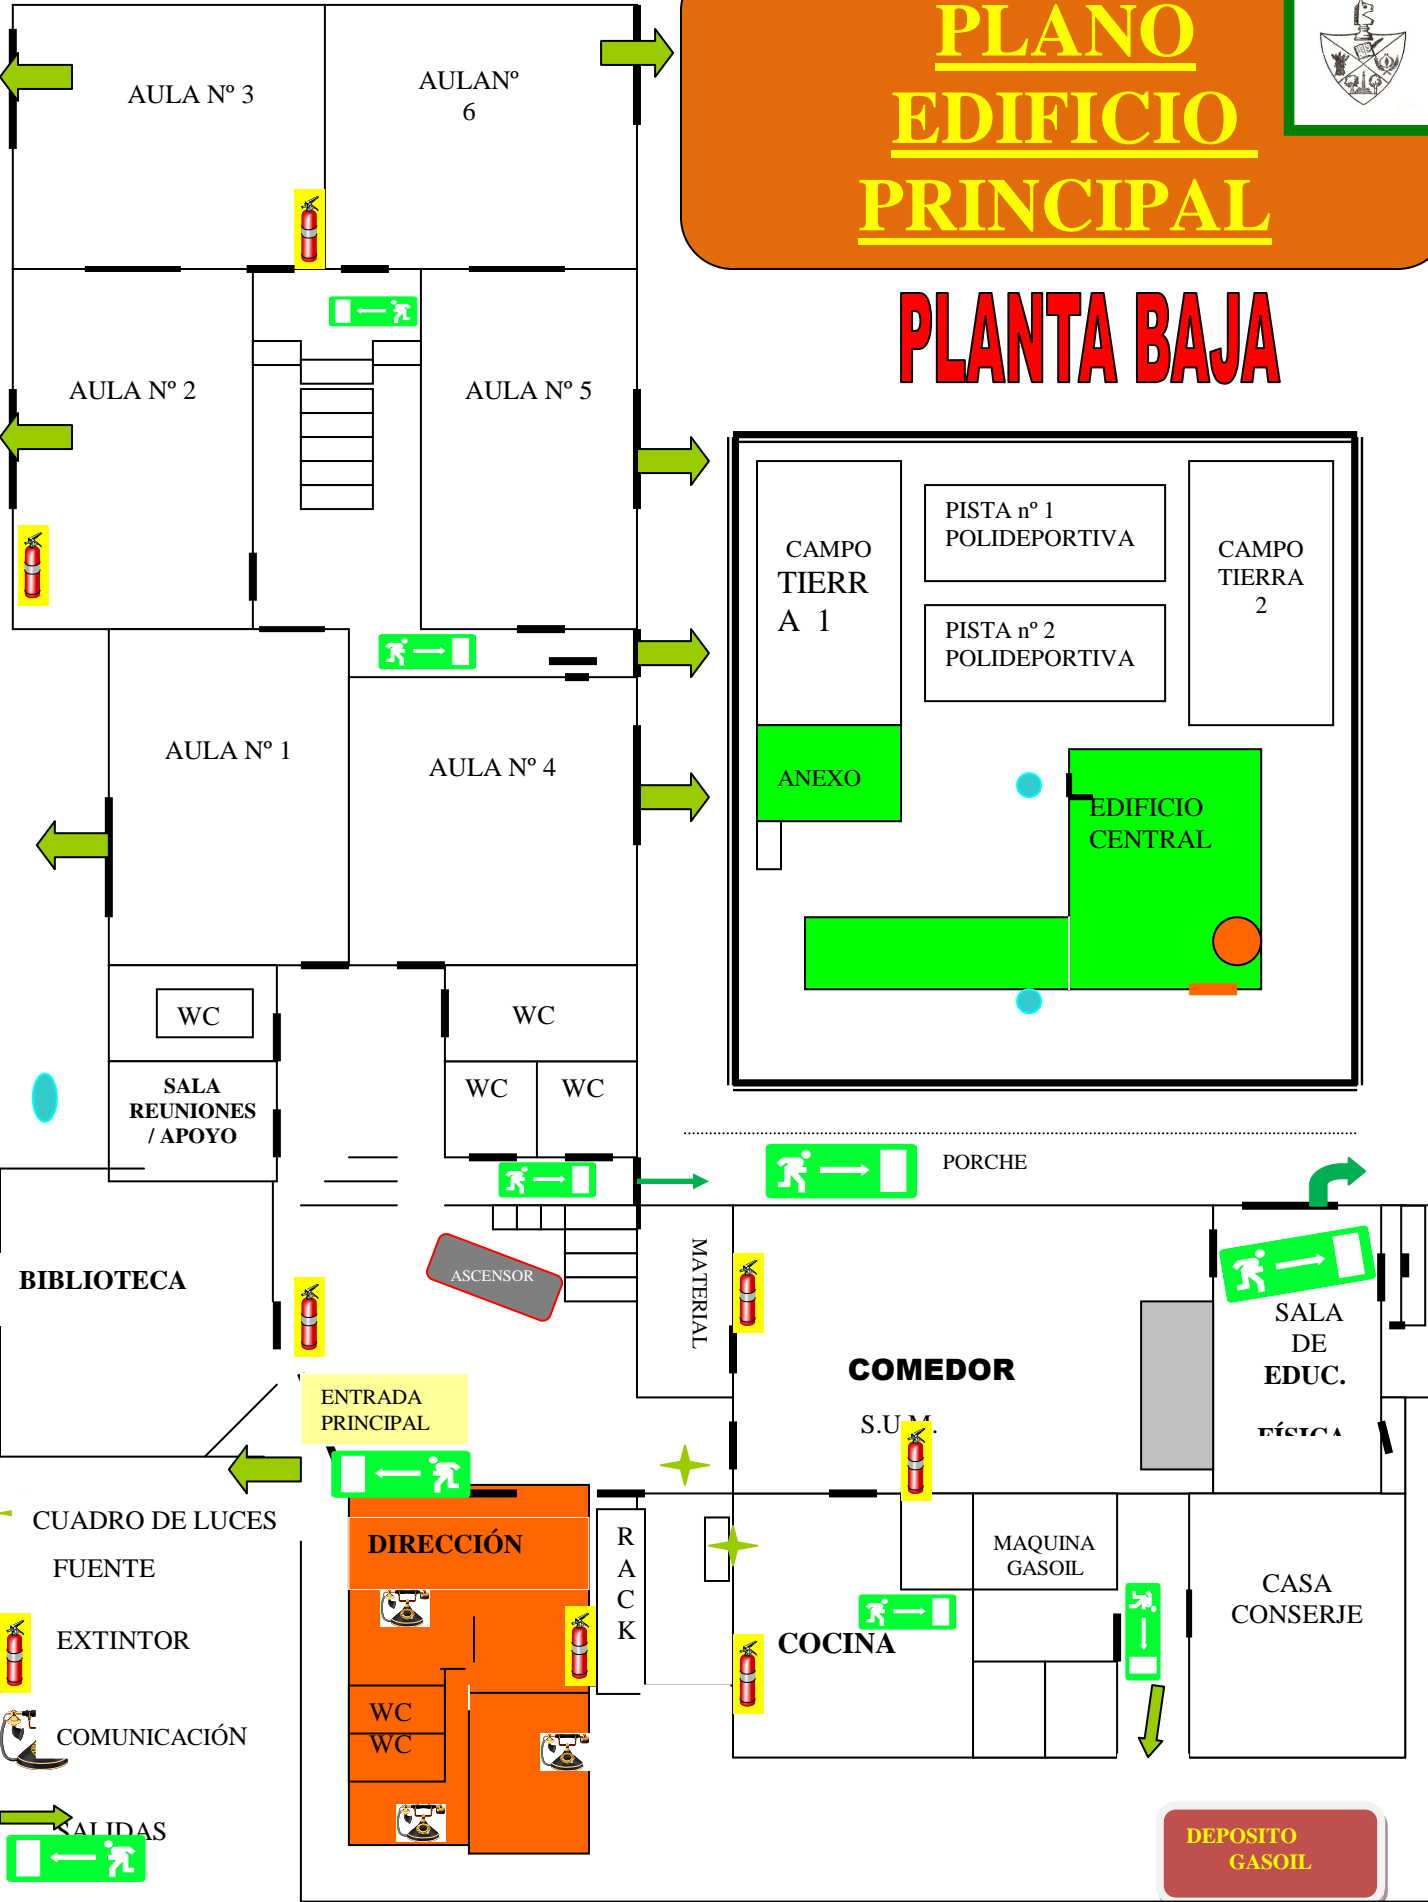 PLANO
EDIFICIO
PRINCIPAL
PLANTA BAJA
AULA Nº 3
AULANº
6
AULA Nº 2
AULA Nº 5
AULA Nº 1
AULA Nº 4
CAMPO
TIERR
A 1
PISTA nº 1
POLIDEPORTIVA
PISTA nº 2
POLIDEPORTIVA
CAMPO
TIERRA
2
ANEXO
EDIFICIO
CENTRAL
WC
WC
SALA
REUNIONES
/ APOYO
WC
WC
PORCHE
BIBLIOTECA
ASCENSOR
MATERIAL
ENTRADA
PRINCIPAL
COMEDOR
S.U.M.
SALA
DE
EDUC.
FÍSICA
CUADRO DE LUCES
FUENTE
EXTINTOR
COMUNICACIÓN
SALIDAS
DIRECCIÓN
WC
WC
R
A
C
K
COCINA
MAQUINA
GASOIL
CASA
CONSERJE
DEPOSITO
GASOIL